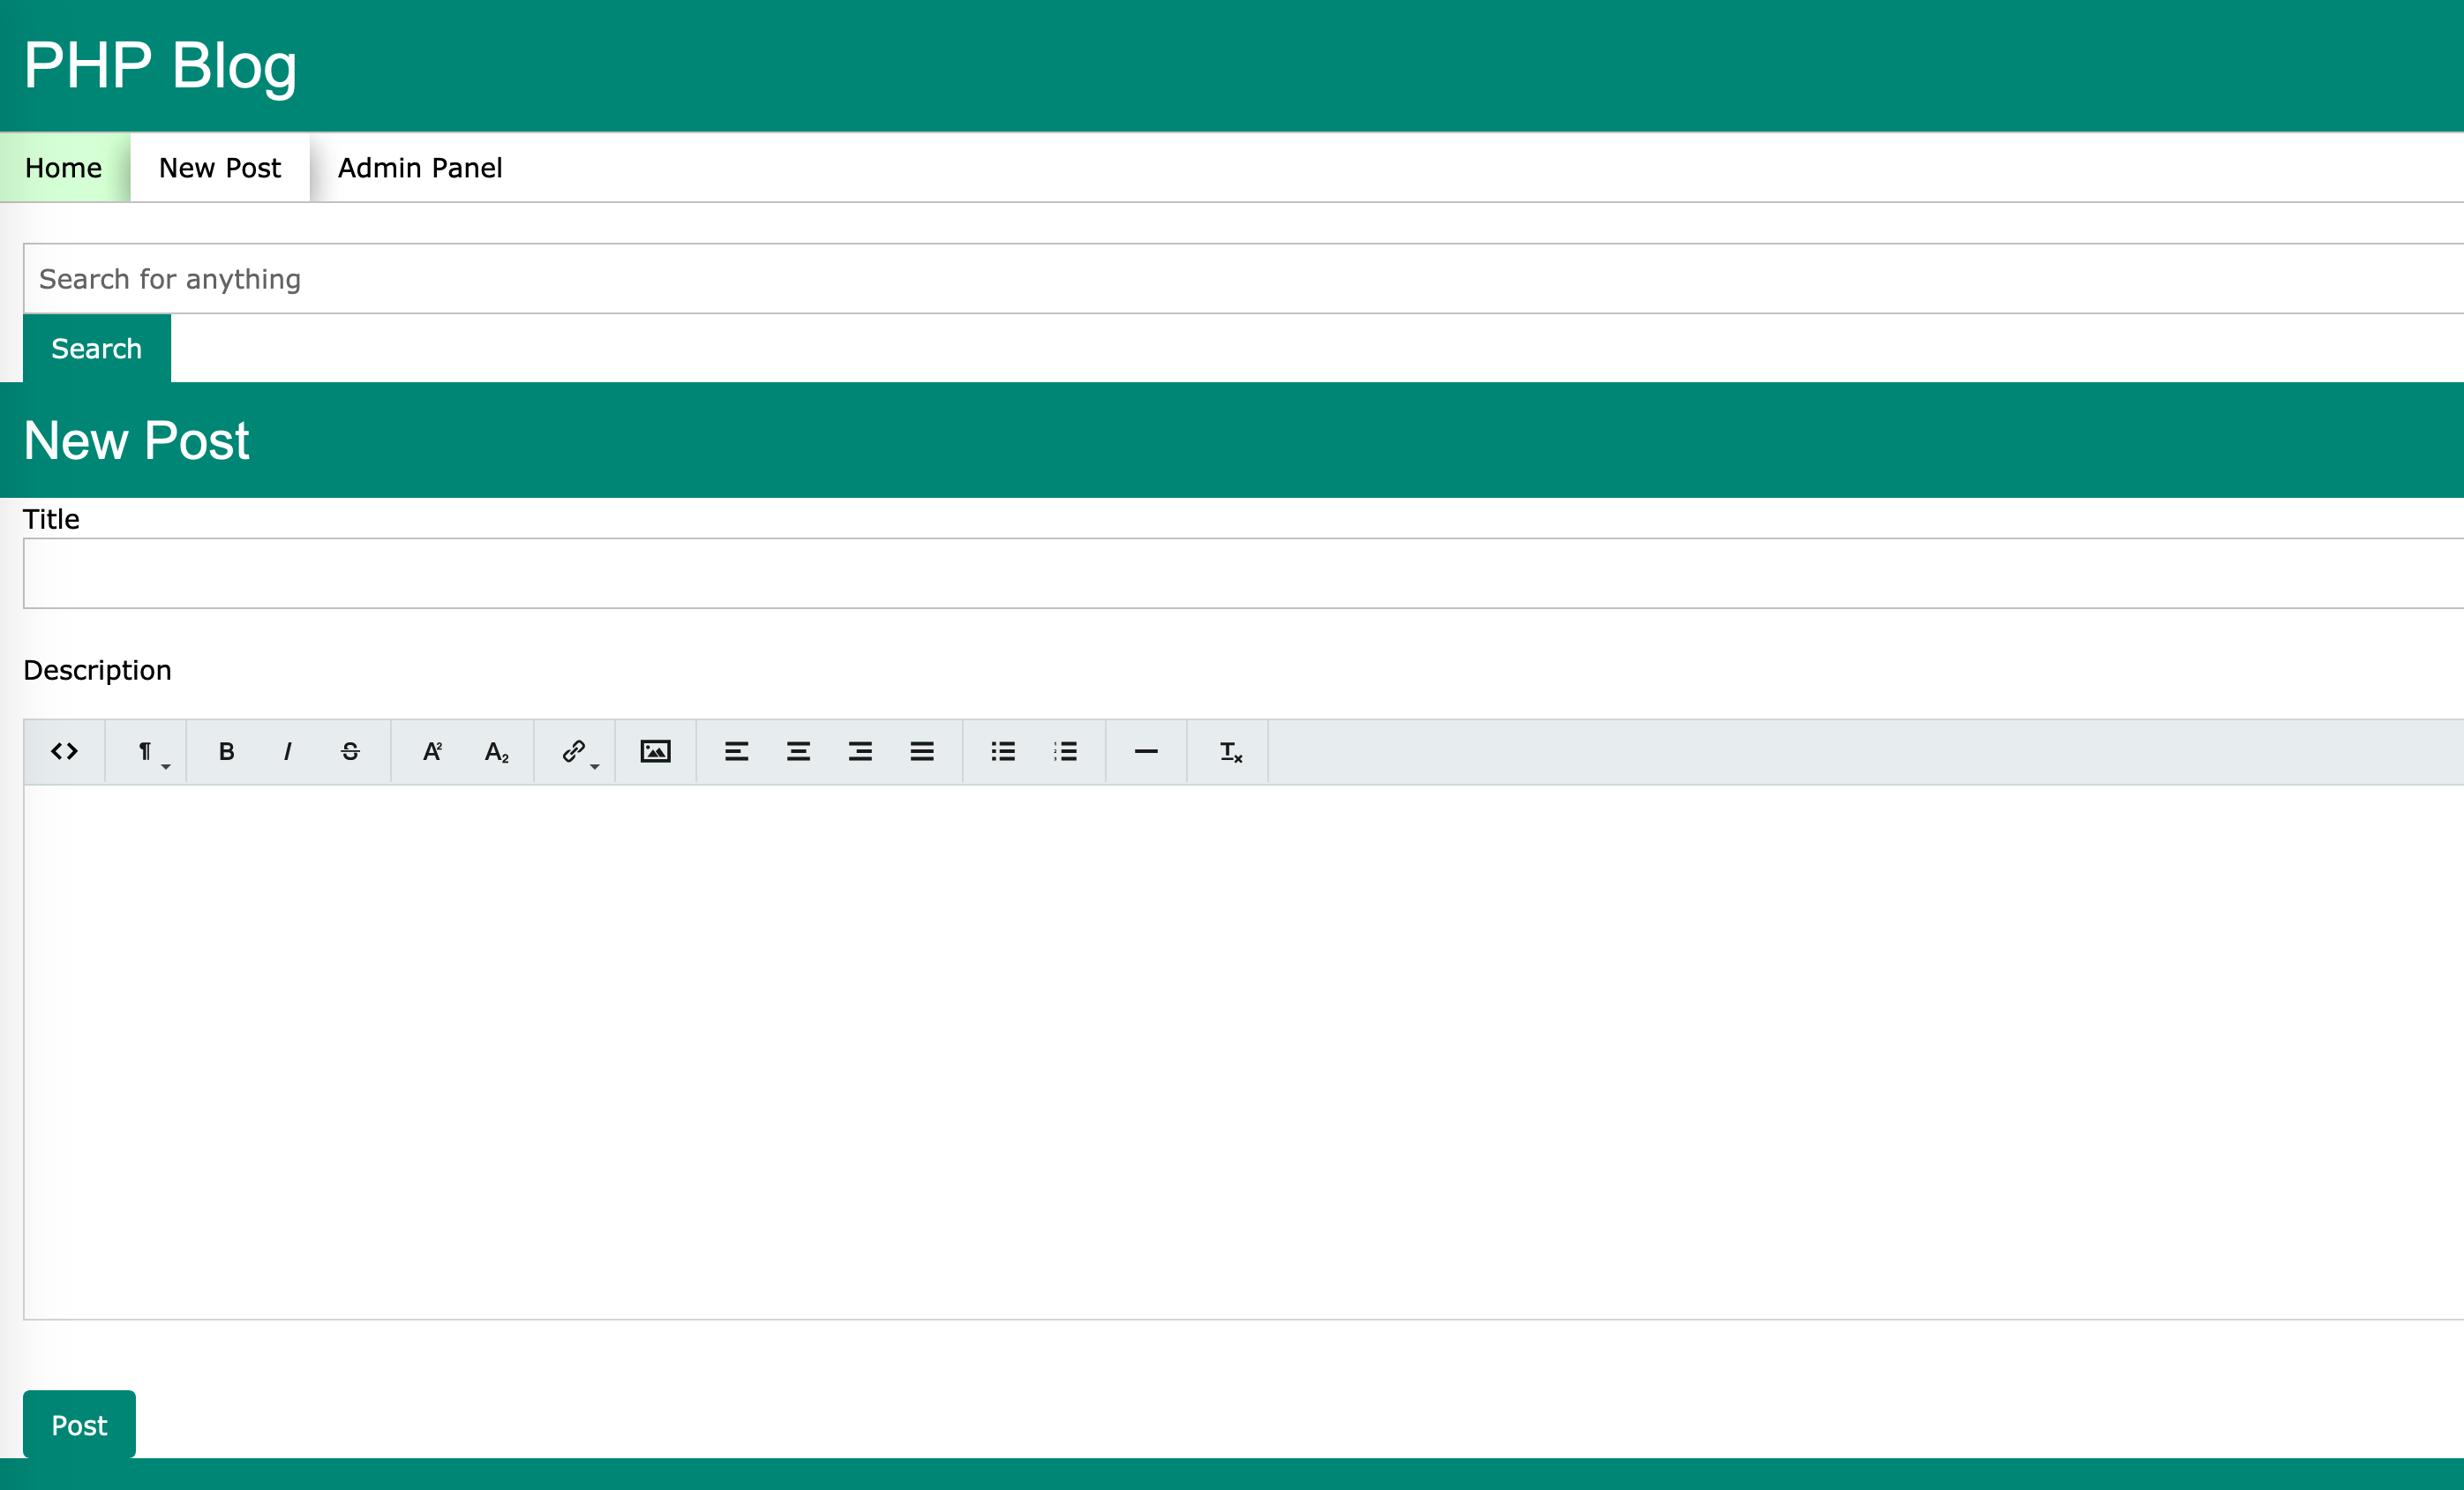 PHP Blog
Home New Post Admin Panel
Search for anything
Search
New Post
Title
Description
Post